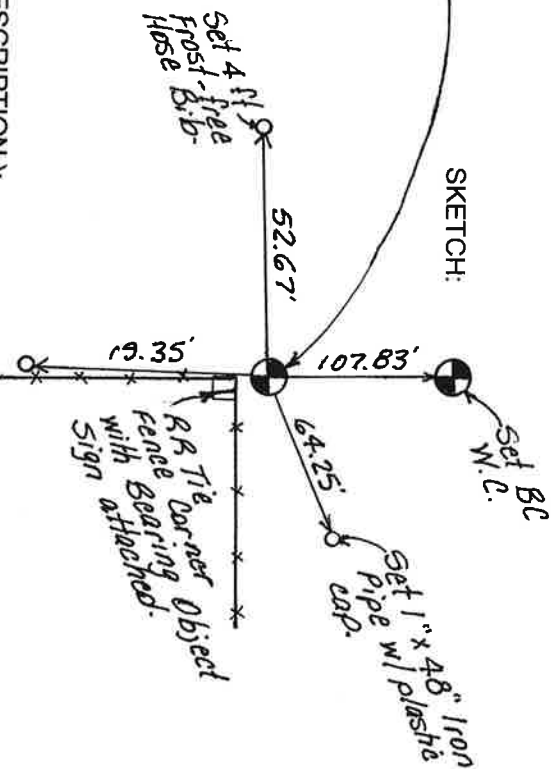 SKETCH:
Set BC
W.C.
107.83'
Set 4 ft
Frost-free
Hose Bib-
52.67'
64.25'
Set 1" x 48" Iron
Pipe w/ plastic
cap.
19.35'
RR Tie
Fence Corner
with Bearing Object
Sign attached.